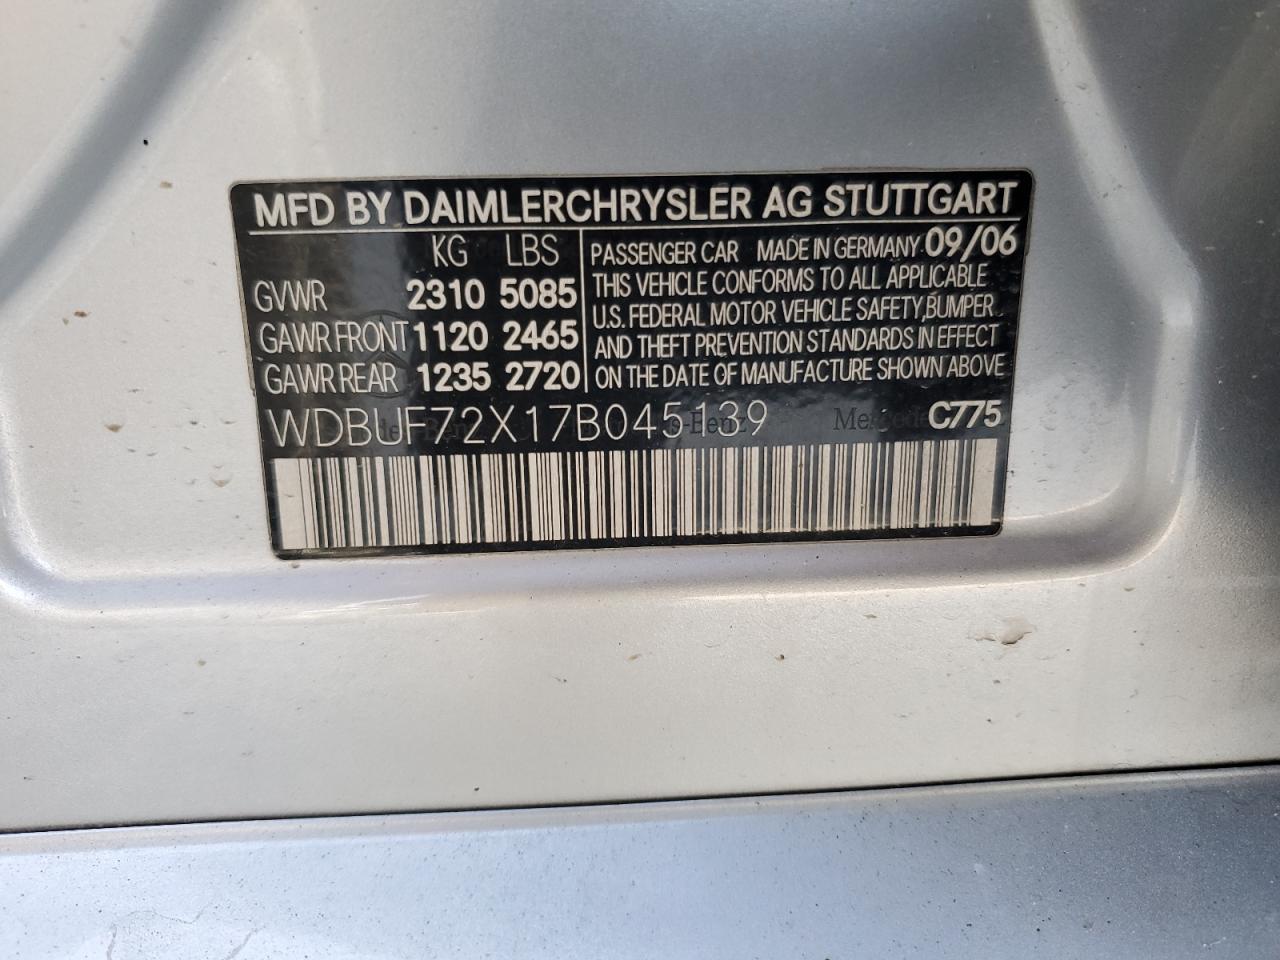 MFD BY DAIMLERCHRYSLER AG STUTTGART
KG LBS
GVWR 2310 5085
GAWR FRONT 1120 2465
GAWR REAR 1235 2720
PASSENGER CAR MADE IN GERMANY 09/06
THIS VEHICLE CONFORMS TO ALL APPLICABLE
U.S. FEDERAL MOTOR VEHICLE SAFETY, BUMPER
AND THEFT PREVENTION STANDARDS IN EFFECT
ON THE DATE OF MANUFACTURE SHOWN ABOVE
WDBUF72X17B045139 C775